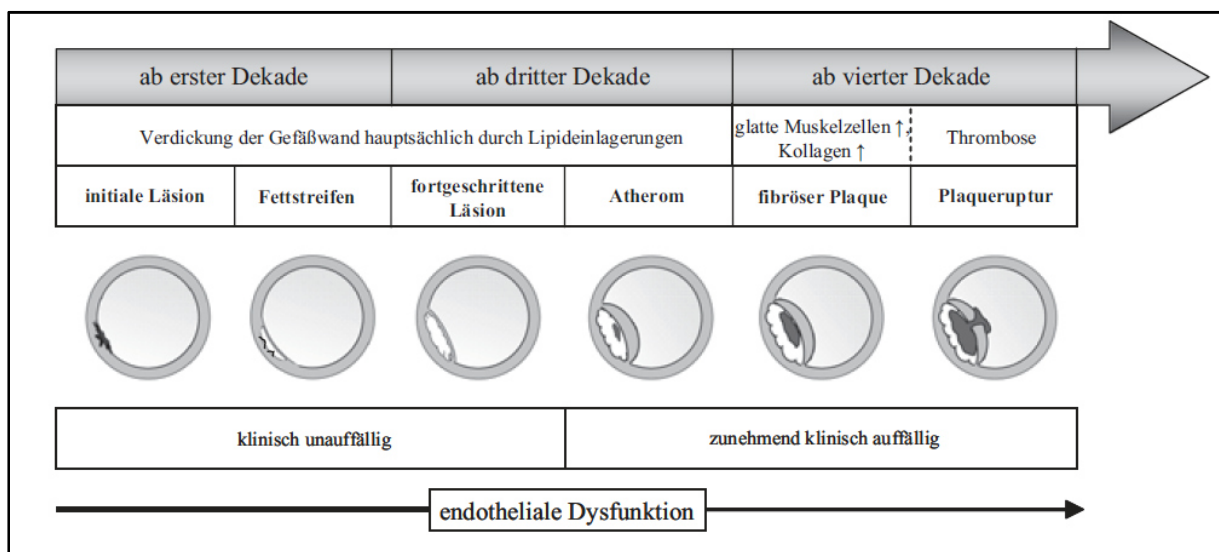 ab erster Dekade
ab dritter Dekade
ab vierter Dekade
Verdickung der Gefäßwand hauptsächlich durch Lipideinlagerungen
glatte Muskelzellen ↑,
Kollagen ↑
Thrombose
initiale Läsion
Fettstreifen
fortgeschrittene
Läsion
Atherom
fibröser Plaque
Plaqueruptur
klinisch unauffällig
zunehmend klinisch auffällig
endotheliale Dysfunktion